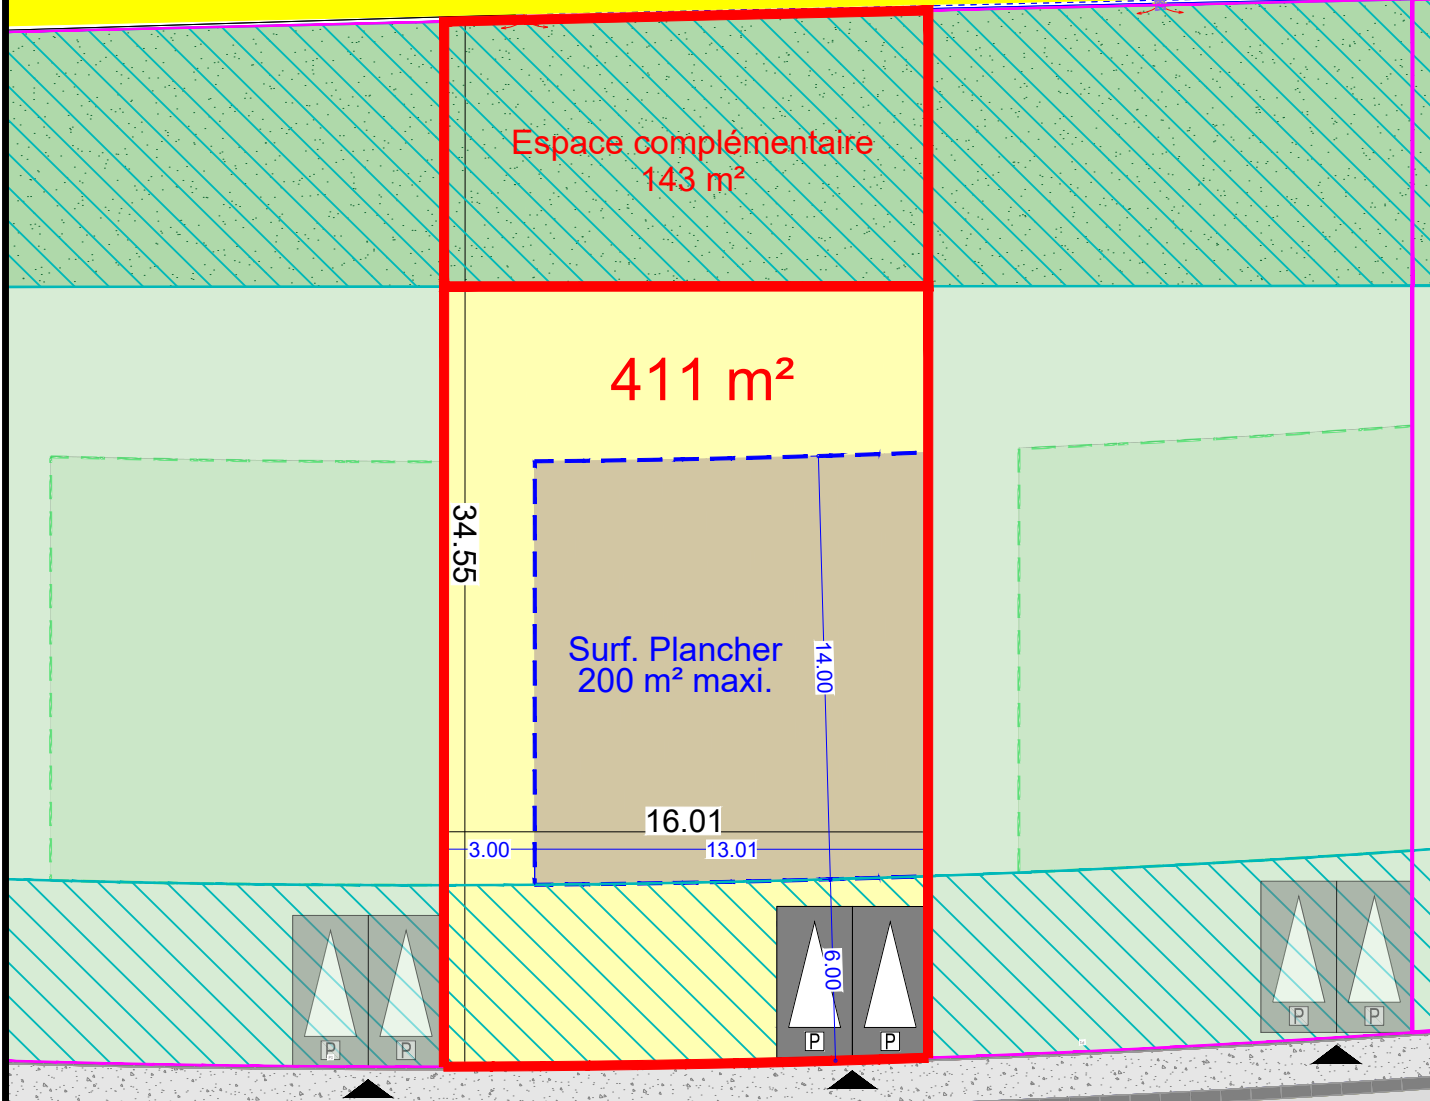 Espace complémentaire
143 m²
411 m²
34.55
Surf. Plancher
200 m² maxi.
14.00
16.01
3.00
13.01
6.00
P
P
P
P
P
P